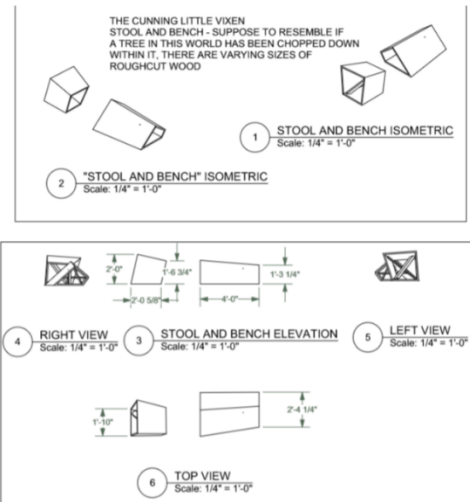 THE CUNNING LITTLE VIXEN
STOOL AND BENCH - SUPPOSE TO RESEMBLE IF
A TREE IN THIS WORLD HAS BEEN CHOPPED DOWN
WITHIN IT, THERE ARE VARYING SIZES OF
ROUGHCUT WOOD
1 STOOL AND BENCH ISOMETRIC
Scale: 1/4" = 1'-0"
2 "STOOL AND BENCH" ISOMETRIC
Scale: 1/4" = 1'-0"
2'-0"
1'-6 3/4"
1'-3 1/4"
2'-0 5/8"
4'-0"
4 RIGHT VIEW
Scale: 1/4" = 1'-0"
3 STOOL AND BENCH ELEVATION
Scale: 1/4" = 1'-0"
5 LEFT VIEW
Scale: 1/4" = 1'-0"
1'-10"
2'-4 1/4"
6 TOP VIEW
Scale: 1/4" = 1'-0"